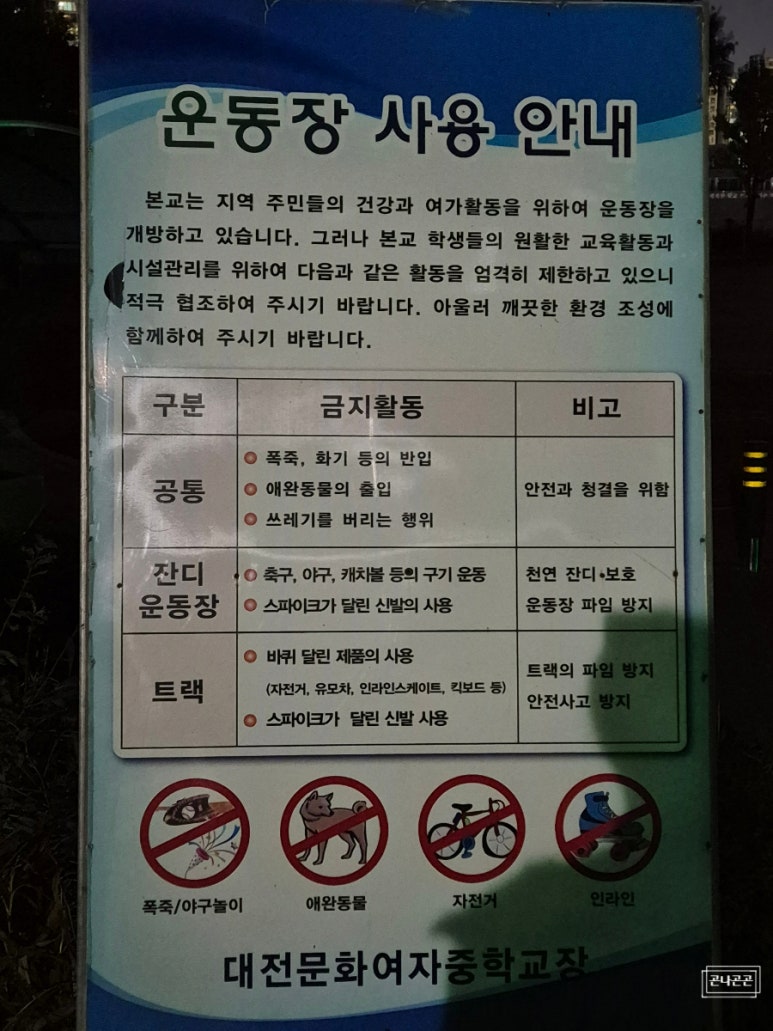 운동장 사용 안내
본교는 지역 주민들의 건강과 여가활동을 위하여 운동장을
개방하고 있습니다. 그러나 본교 학생들의 원활한 교육활동과
시설관리를 위하여 다음과 같은 활동을 엄격히 제한하고 있으니
적극 협조하여 주시기 바랍니다. 아울러 깨끗한 환경 조성에
함께하여 주시기 바랍니다.
구분 금지활동 비고
공통
폭죽, 화기 등의 반입
애완동물의 출입
쓰레기를 버리는 행위
안전과 청결을 위함
잔디
운동장
축구, 야구, 캐치볼 등의 구기 운동
스파이크가 달린 신발의 사용
천연 잔디 보호
운동장 파임 방지
트랙
바퀴 달린 제품의 사용
(자전거, 유모차, 인라인스케이트, 킥보드 등)
스파이크가 달린 신발 사용
트랙의 파임 방지
안전사고 방지
폭죽/야구놀이 애완동물 자전거 인라인
대전문화여자중학교장
곤나곤곤